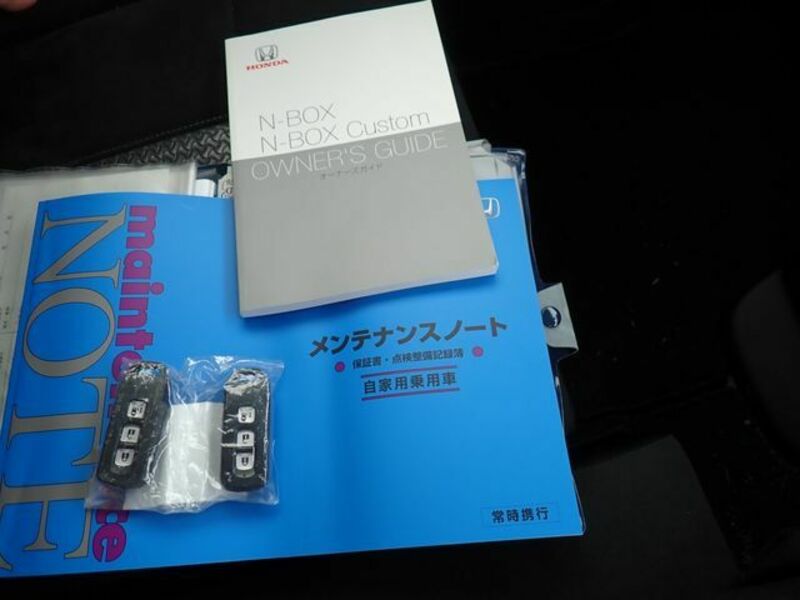 HONDA
N-BOX
N-BOX Custom
OWNER'S GUIDE
オーナーズガイド
maintenance
NOTE
メンテナンスノート
保証書・点検整備記録簿
自家用乗用車
常時携行